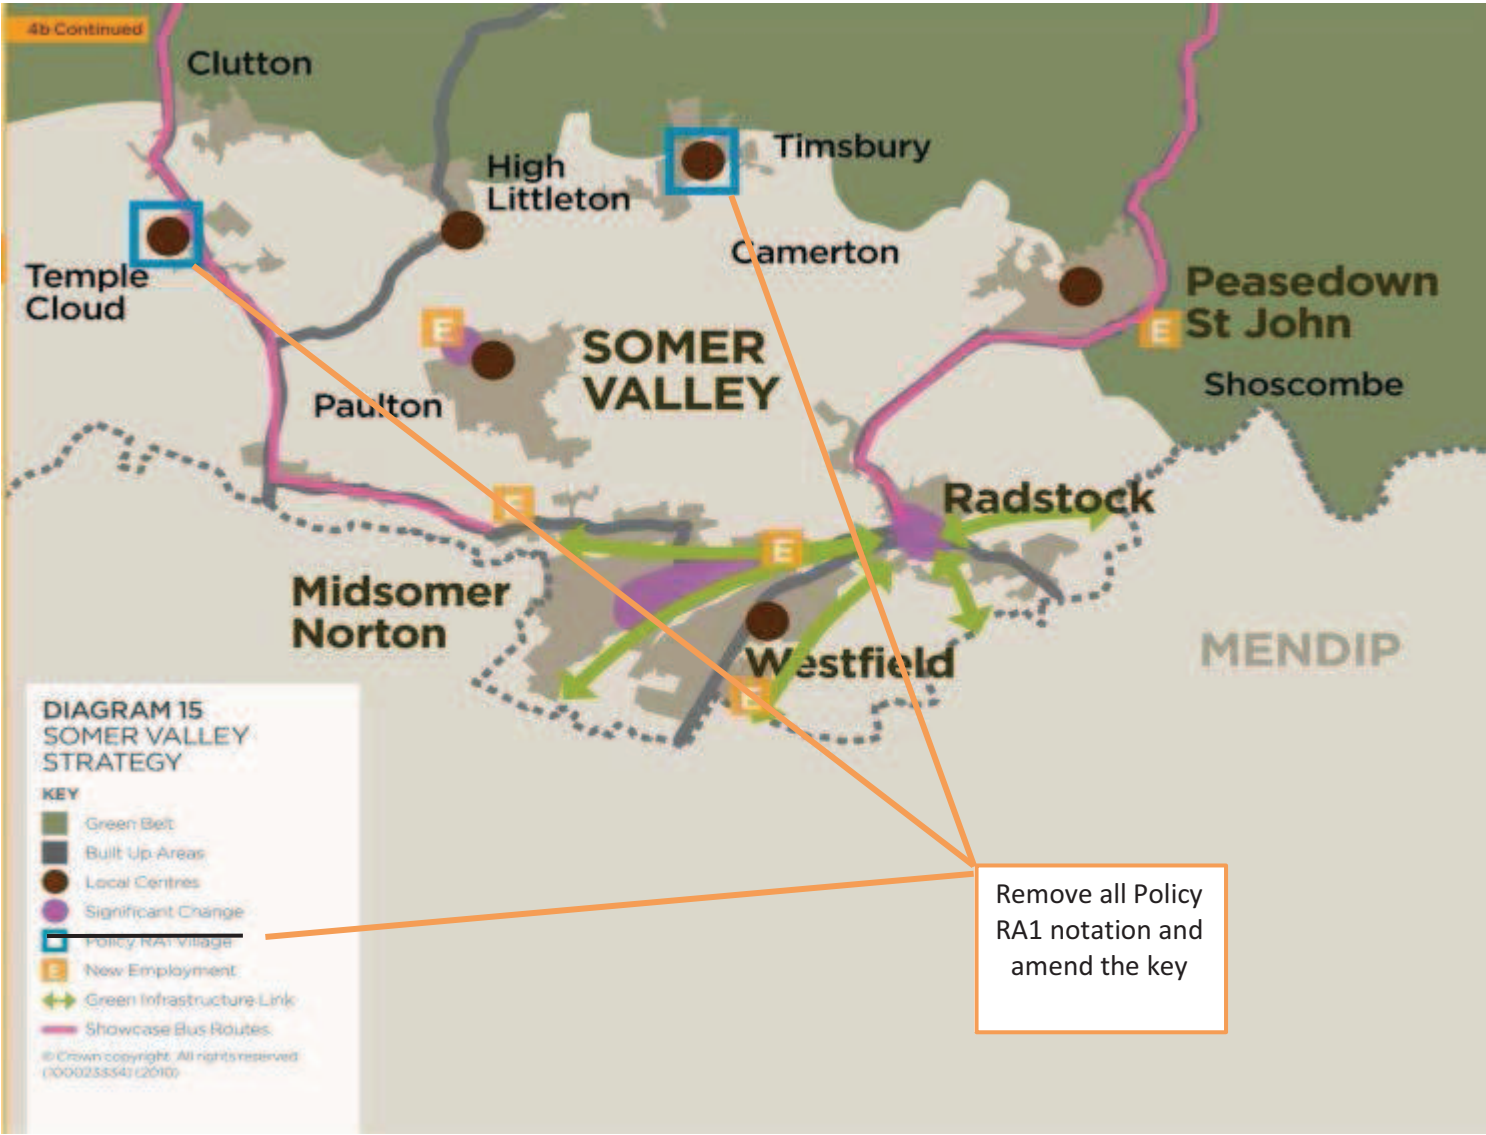 4b Continued
Clutton
High
Littleton
Timsbury
Camerton
Temple
Cloud
Peasedown
St John
E
E
SOMER
VALLEY
Shoscombe
Paulton
E
Radstock
E
Midsomer
Norton
Westfield
E
MENDIP
DIAGRAM 15
SOMER VALLEY
STRATEGY
KEY
Green Belt
Built Up Areas
Local Centres
Significant Change
Policy RA1 Village
E New Employment
Green Infrastructure Link
Showcase Bus Routes
© Crown copyright. All rights reserved
(100023334) (2010)
Remove all Policy
RA1 notation and
amend the key